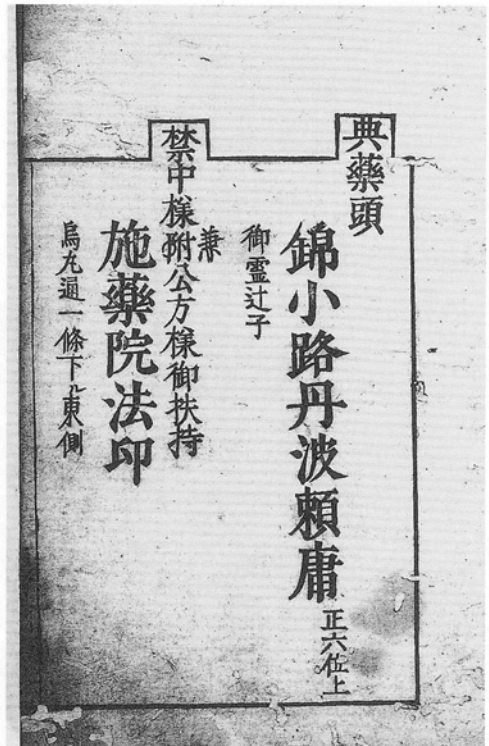 典藥頭
錦小路丹波頼庸 正六位上
御霊辻子
禁中様附兼公方様御扶持
施藥院法印
烏丸通一條下ル東側